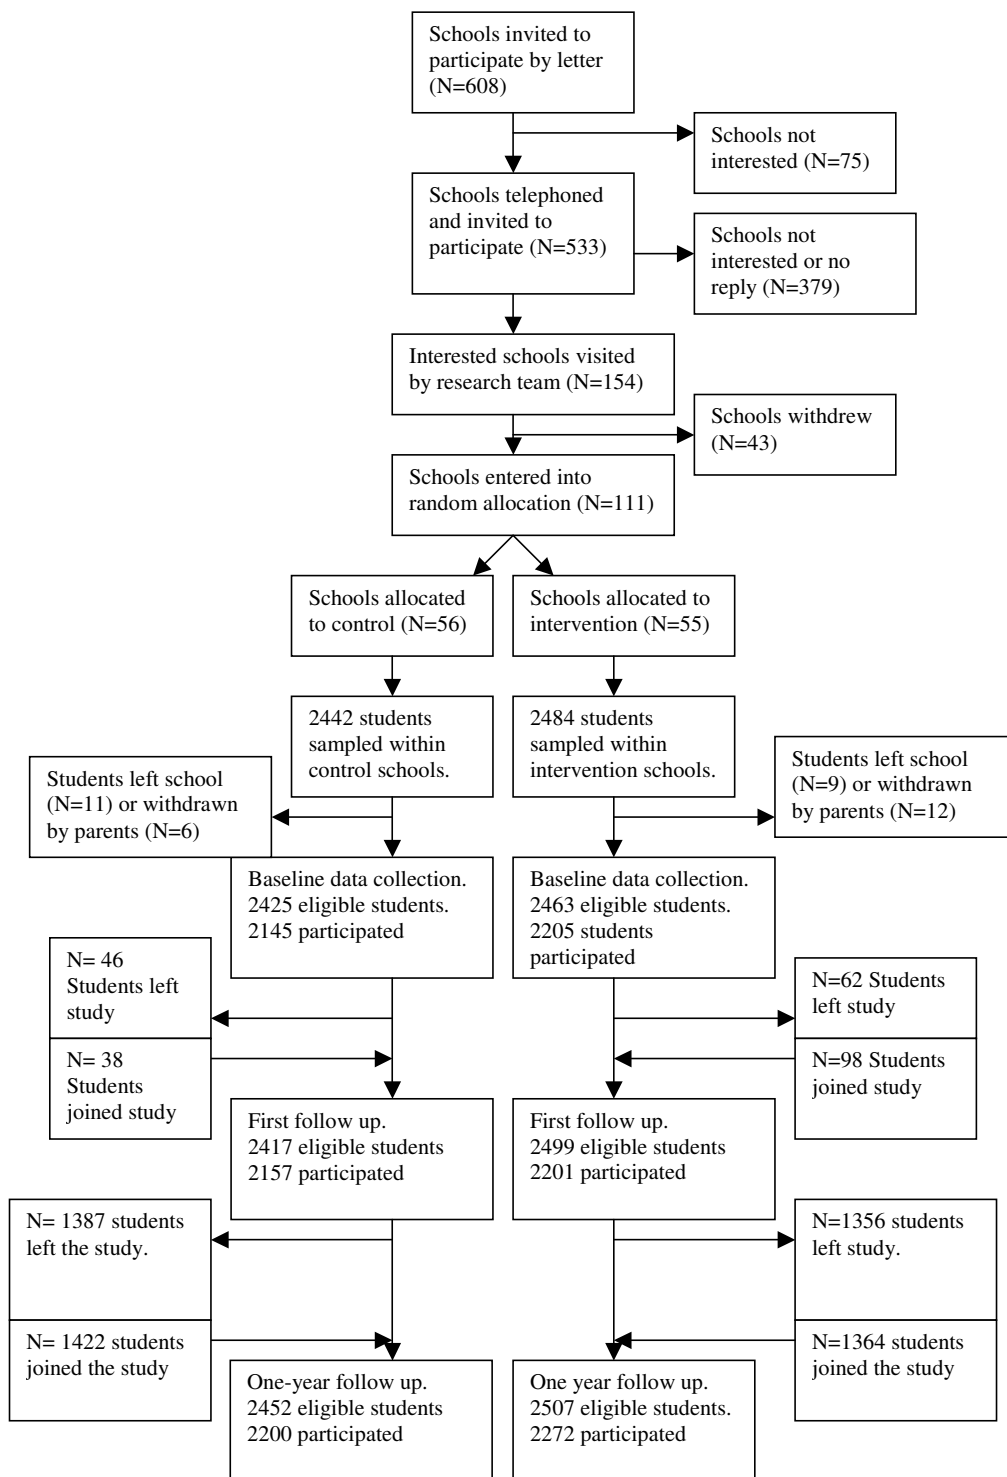 Schools invited to
participate by letter
(N=608)
Schools not
interested (N=75)
Schools telephoned
and invited to
participate (N=533)
Schools not
interested or no
reply (N=379)
Interested schools visited
by research team (N=154)
Schools withdrew
(N=43)
Schools entered into
random allocation (N=111)
Schools allocated
to control (N=56)
Schools allocated to
intervention (N=55)
2442 students
sampled within
control schools.
2484 students
sampled within
intervention schools.
Students left school
(N=11) or withdrawn
by parents (N=6)
Students left school
(N=9) or withdrawn
by parents (N=12)
Baseline data collection.
2425 eligible students.
2145 participated
Baseline data collection.
2463 eligible students.
2205 students
participated
N= 46
Students left
study
N=62 Students
left study
N= 38
Students
joined study
N=98 Students
joined study
First follow up.
2417 eligible students
2157 participated
First follow up.
2499 eligible students
2201 participated
N= 1387 students
left the study.
N=1356 students
left study.
N= 1422 students
joined the study
N=1364 students
joined the study
One-year follow up.
2452 eligible students
2200 participated
One year follow up.
2507 eligible students.
2272 participated